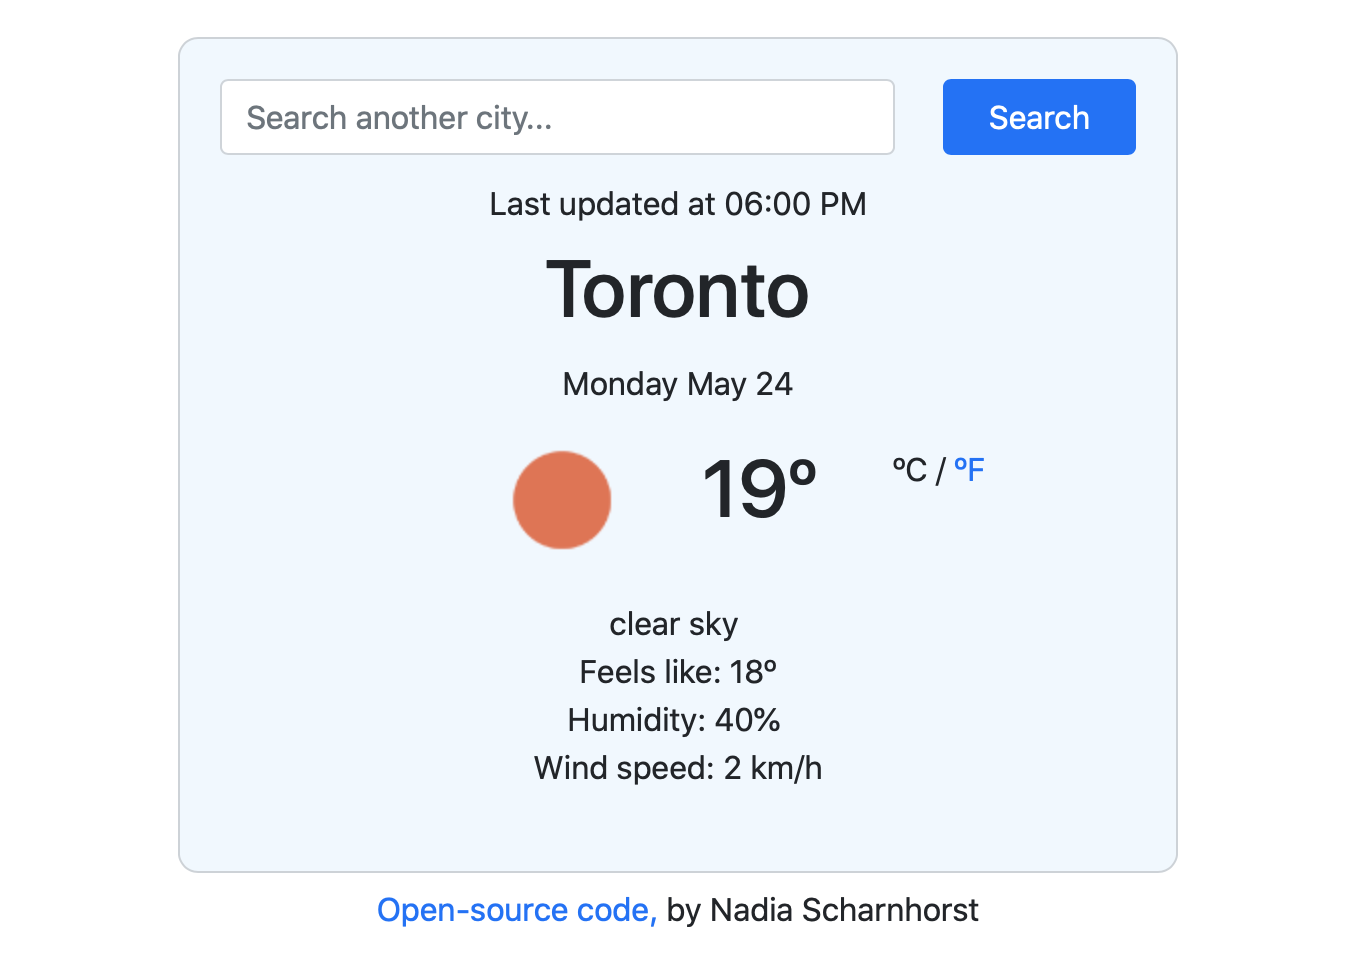 Search another city...
Search
Last updated at 06:00 PM
Toronto
Monday May 24
19º
ºC / ºF
clear sky
Feels like: 18º
Humidity: 40%
Wind speed: 2 km/h
Open-source code, by Nadia Scharnhorst